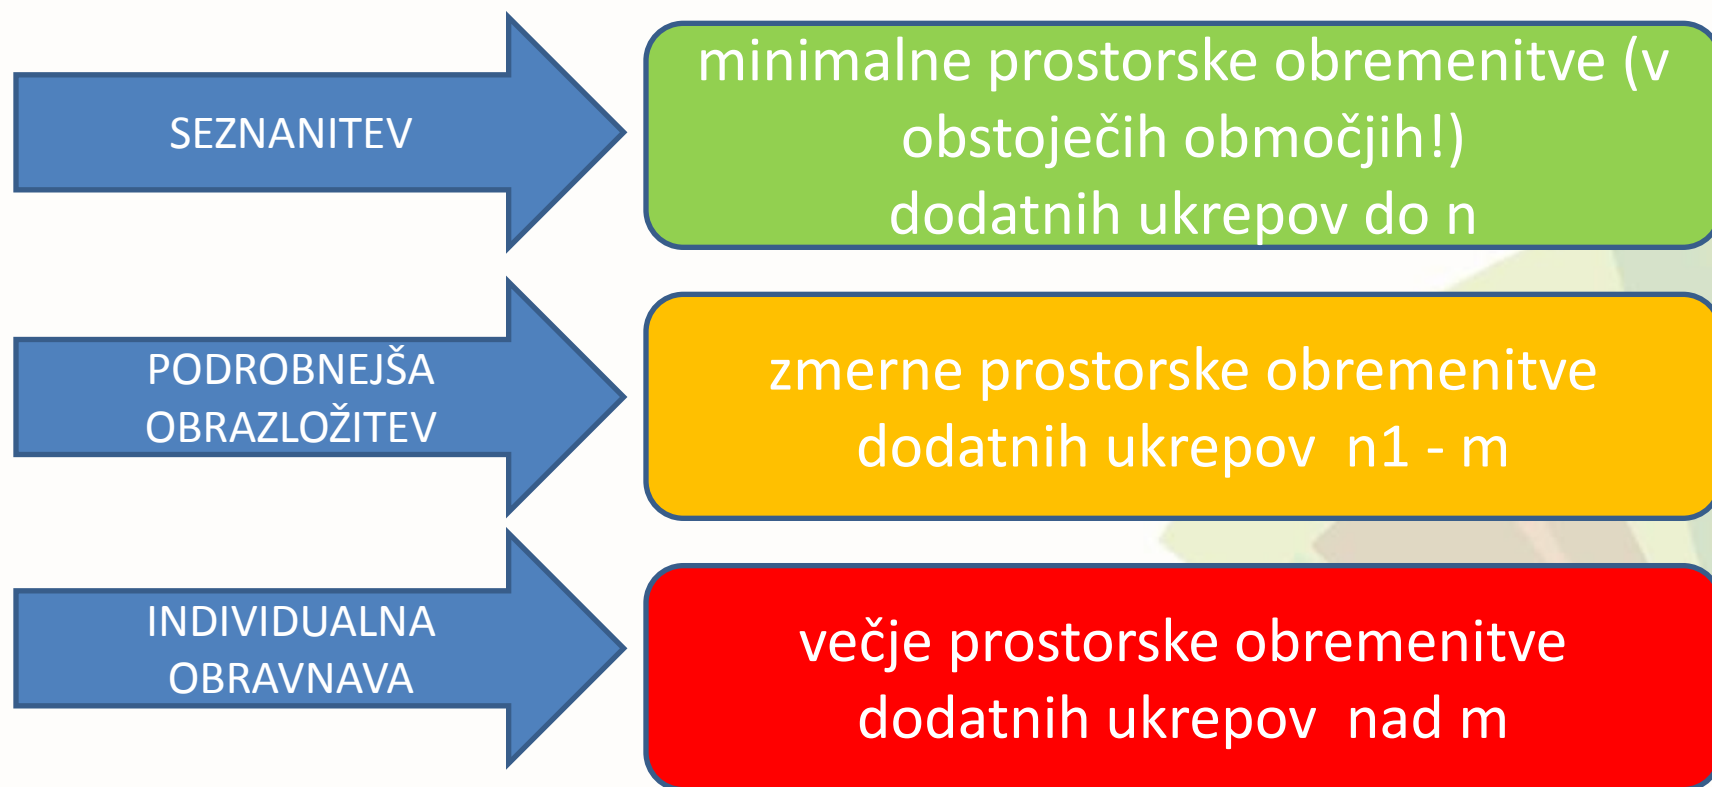 SEZNANITEV
minimalne prostorske obremenitve (v
obstoječih območjih!)
dodatnih ukrepov do n
PODROBNEJŠA
OBRAZLOŽITEV
zmerne prostorske obremenitve
dodatnih ukrepov  n1 - m
INDIVIDUALNA
OBRAVNAVA
večje prostorske obremenitve
dodatnih ukrepov  nad m